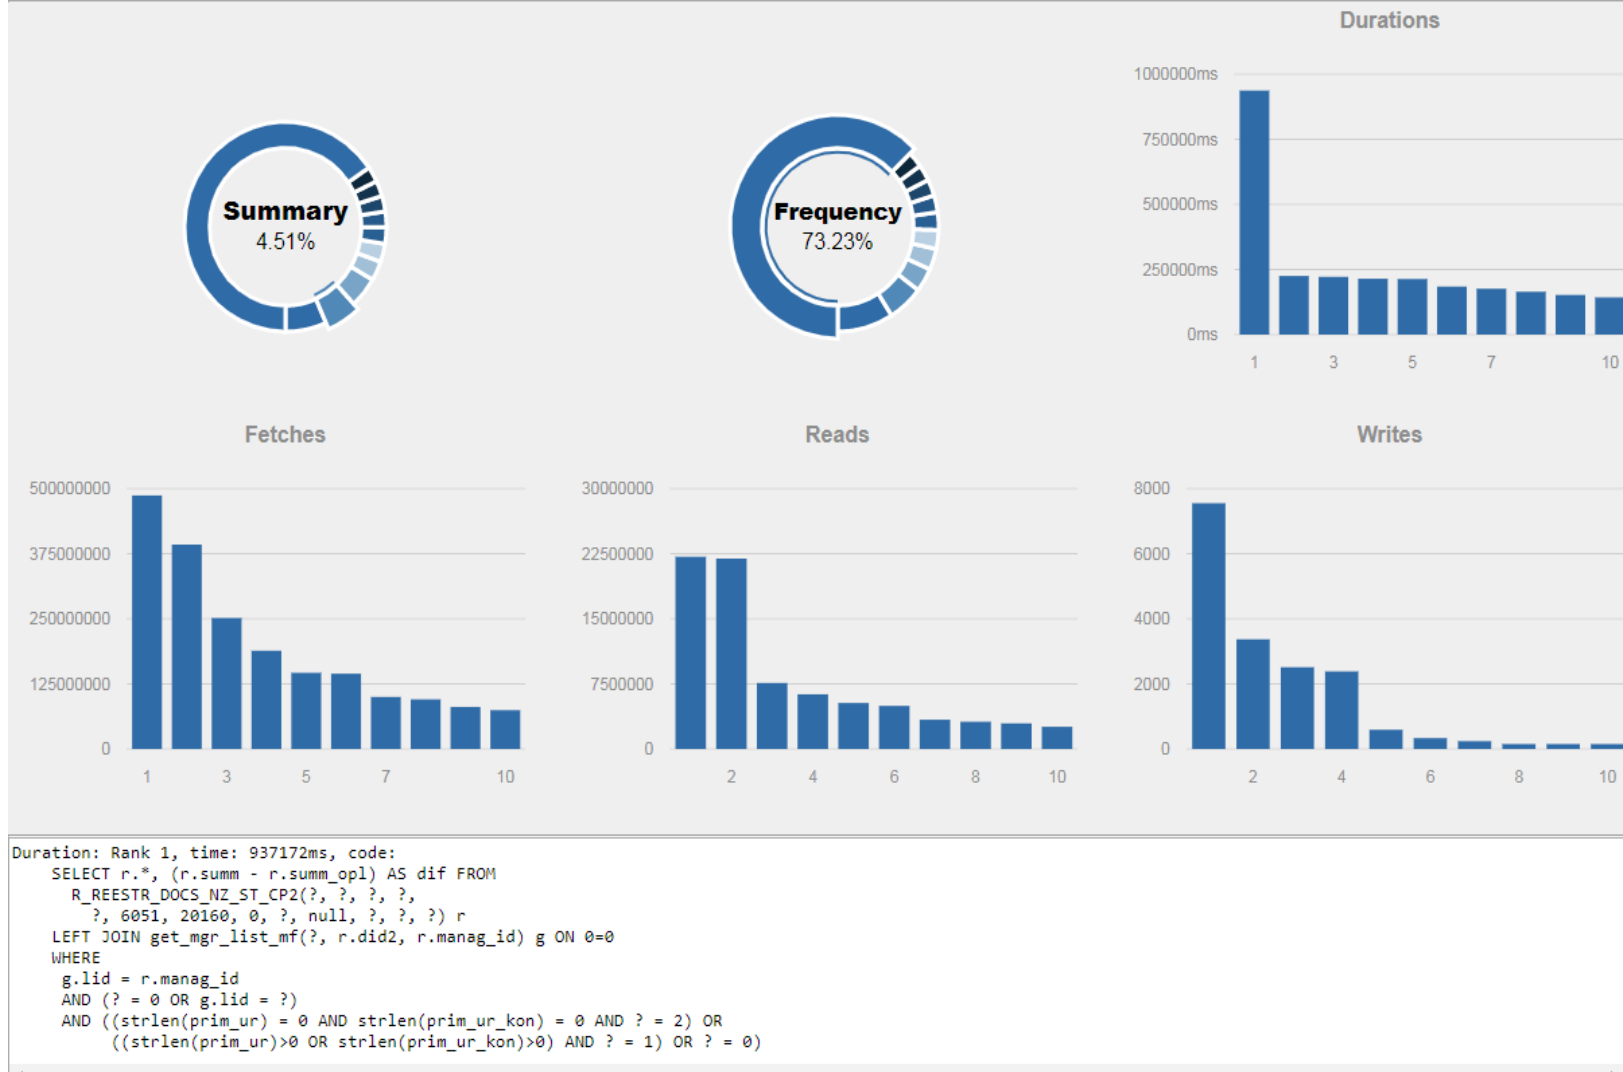 Durations
1000000ms
750000ms
500000ms
250000ms
0ms
1 3 5 7 10
Summary
4.51%
Frequency
73.23%
Fetches
500000000
375000000
250000000
125000000
0
1 3 5 7 10
Reads
30000000
22500000
15000000
7500000
0
2 4 6 8 10
Writes
8000
6000
4000
2000
0
2 4 6 8 10
Duration: Rank 1, time: 937172ms, code:
SELECT r.*, (r.summ - r.summ_opl) AS dif FROM
R_REESTR_DOCS_NZ_ST_CP2(?, ?, ?, ?,
?, 6051, 20160, 0, ?, null, ?, ?, ?) r
LEFT JOIN get_mgr_list_mf(?, r.did2, r.manag_id) g ON 0=0
WHERE
g.lid = r.manag_id
AND (? = 0 OR g.lid = ?)
AND ((strlen(prim_ur) = 0 AND strlen(prim_ur_kon) = 0 AND ? = 2) OR
((strlen(prim_ur)>0 OR strlen(prim_ur_kon)>0) AND ? = 1) OR ? = 0)